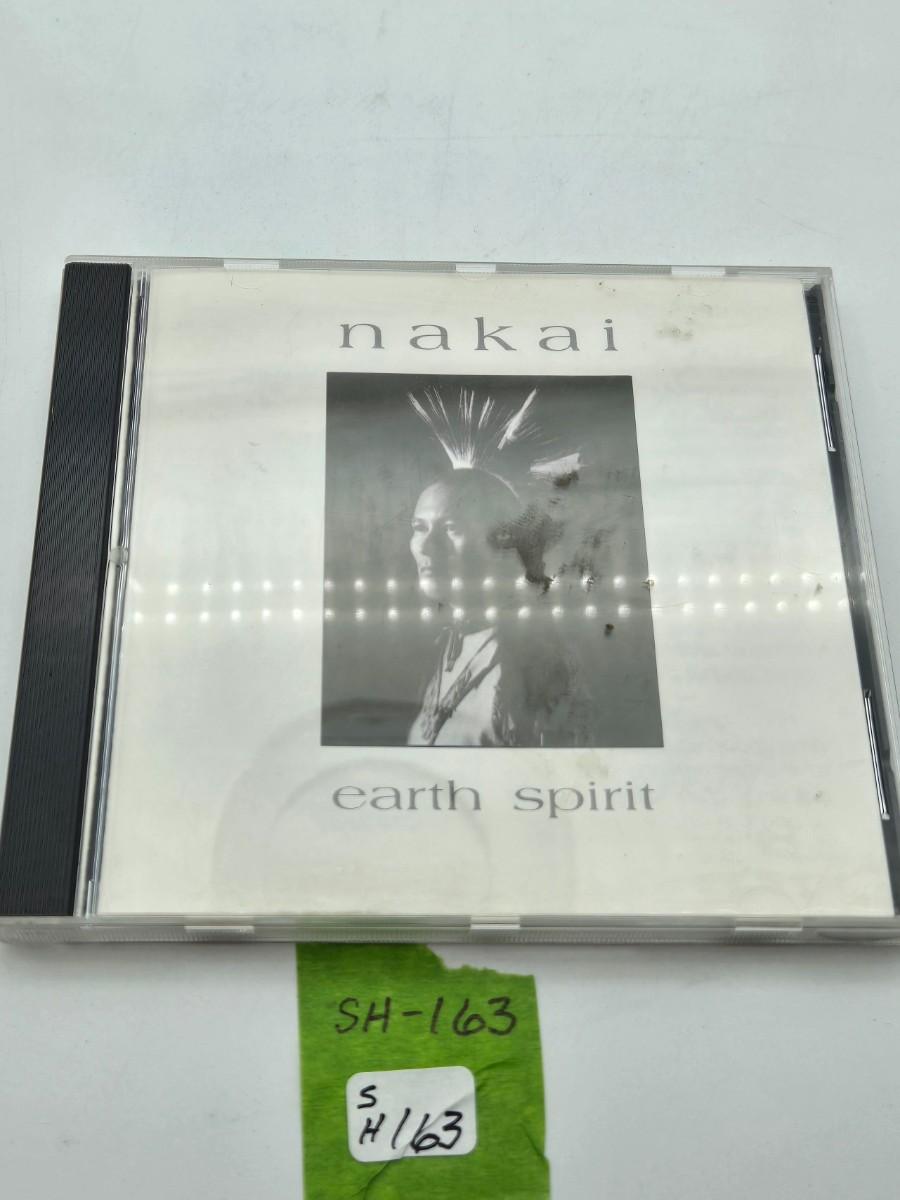 nakai
earth spirit
SH-163
S
H163